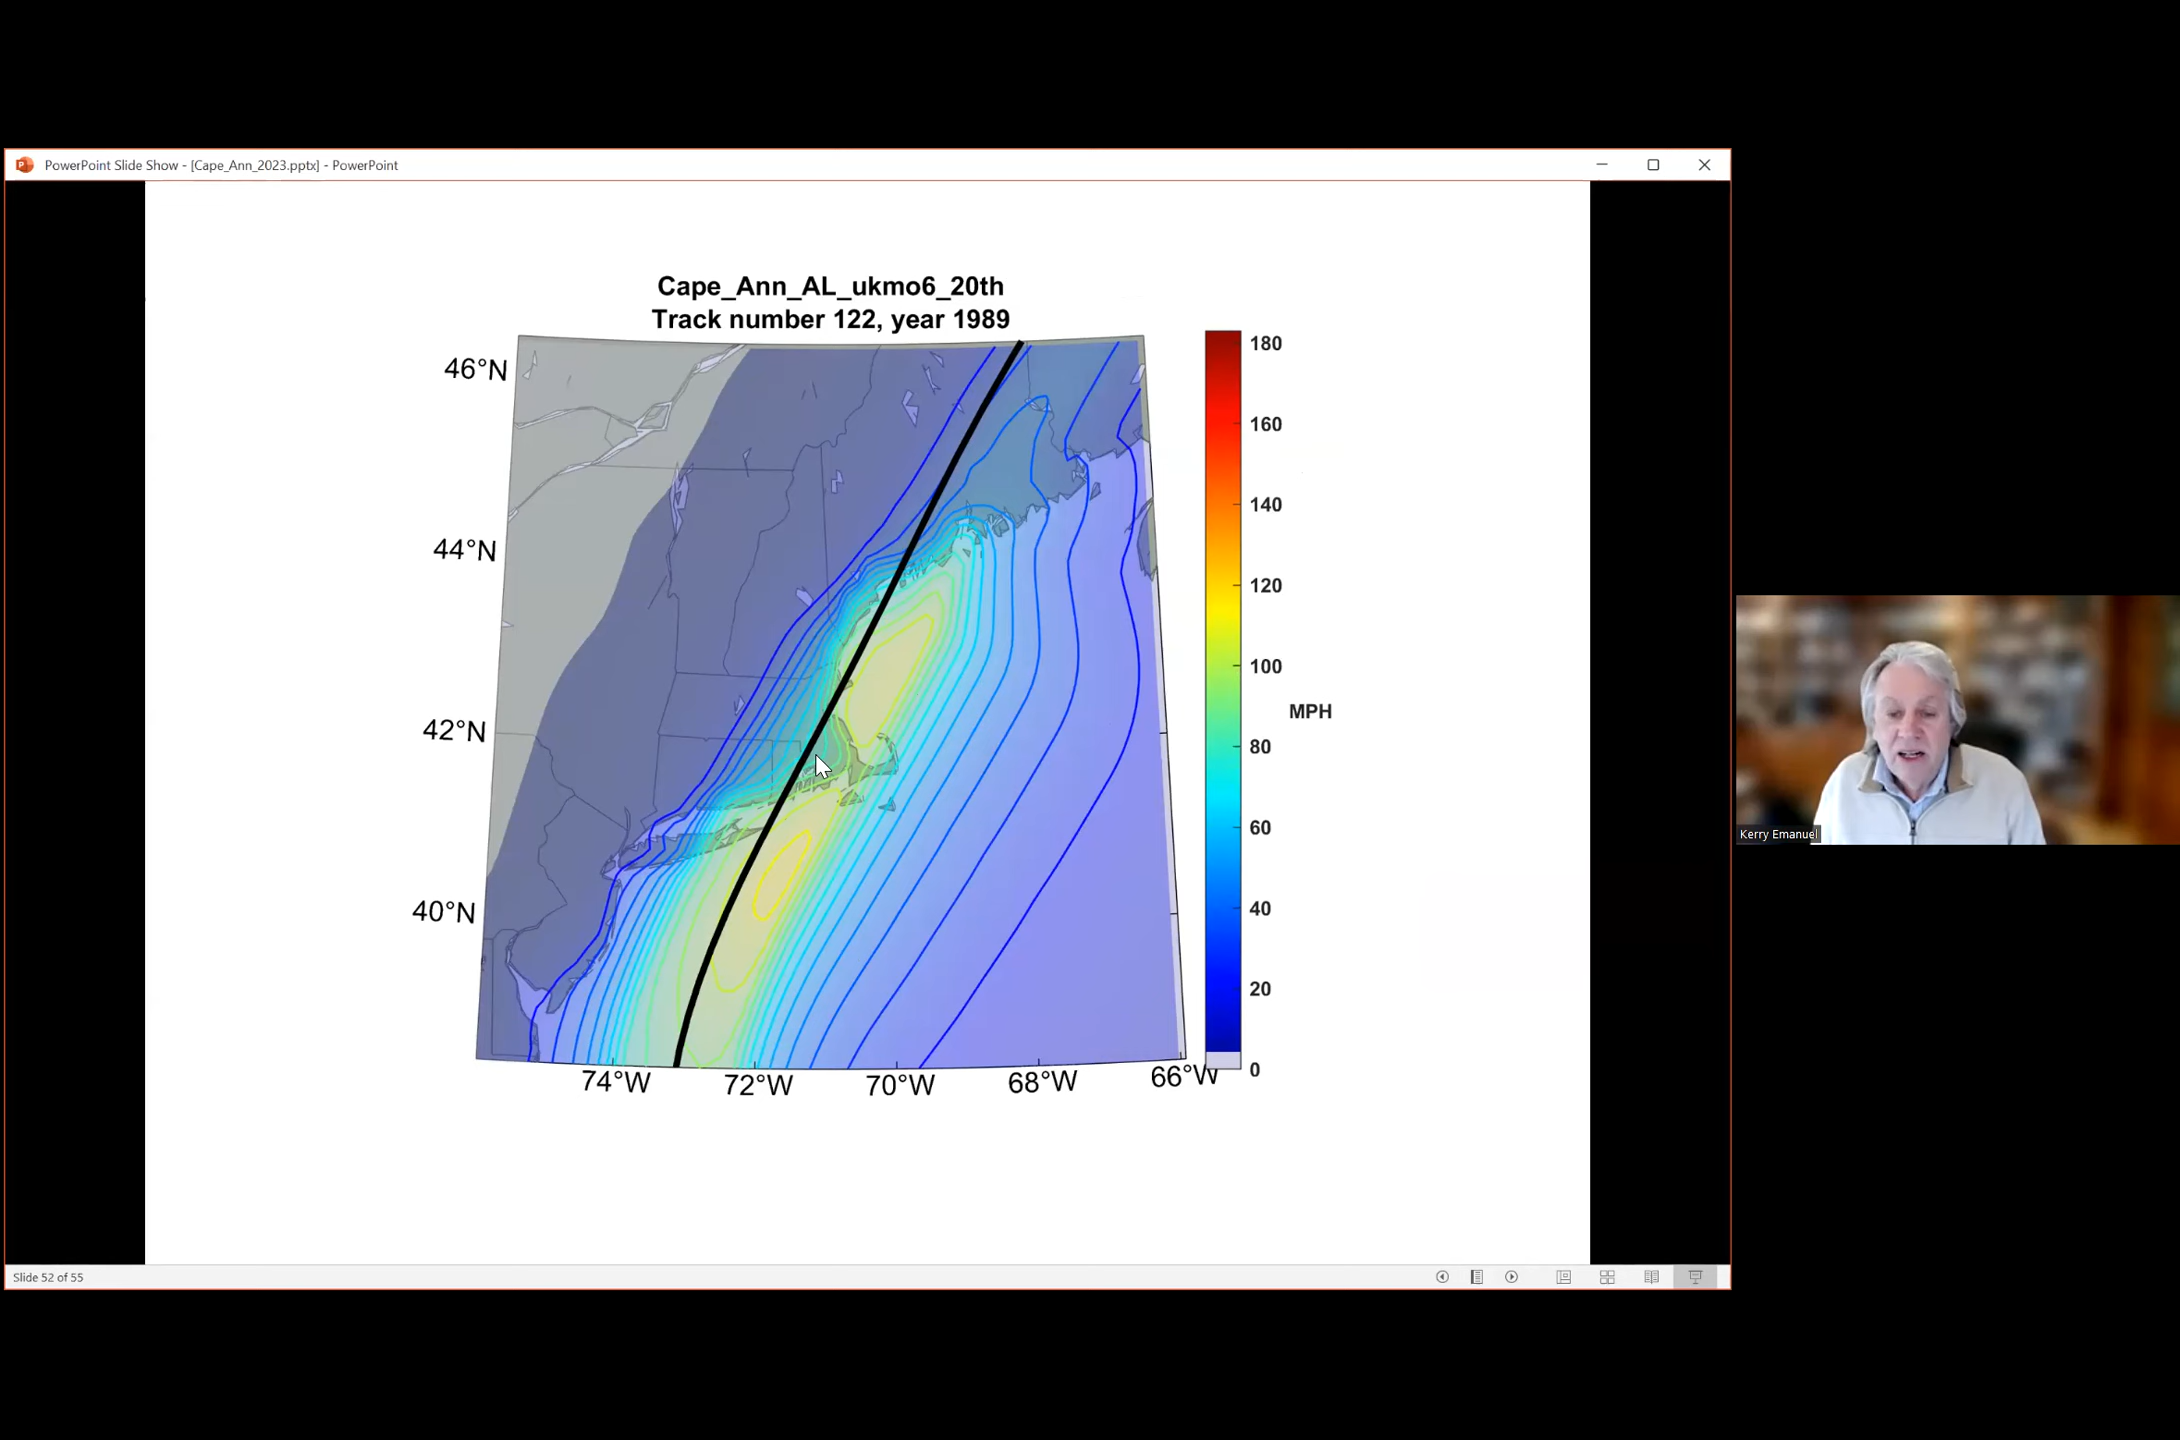 PowerPoint Slide Show - [Cape_Ann_2023.pptx] - PowerPoint
Cape_Ann_AL_ukmo6_20th
Track number 122, year 1989
46°N
44°N
42°N
40°N
74°W
72°W
70°W
68°W
66°W
180
160
140
120
100
80
60
40
20
0
MPH
Kerry Emanuel
Slide 52 of 55